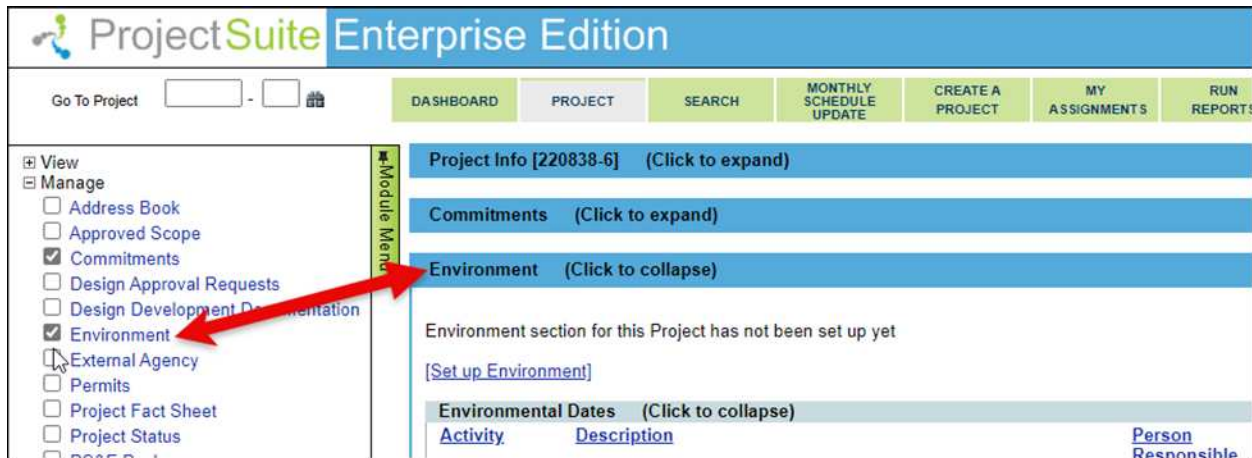 ProjectSuite Enterprise Edition
Go To Project -
DASHBOARD
PROJECT
SEARCH
MONTHLY
SCHEDULE
UPDATE
CREATE A
PROJECT
MY
ASSIGNMENTS
RUN
REPORTS
View
Manage
Address Book
Approved Scope
Commitments
Design Approval Requests
Design Development Documentation
Environment
External Agency
Permits
Project Fact Sheet
Project Status
Module Menu
Project Info [220838-6] (Click to expand)
Commitments (Click to expand)
Environment (Click to collapse)
Environment section for this Project has not been set up yet
[Set up Environment]
Environmental Dates (Click to collapse)
Activity Description Person
Responsible